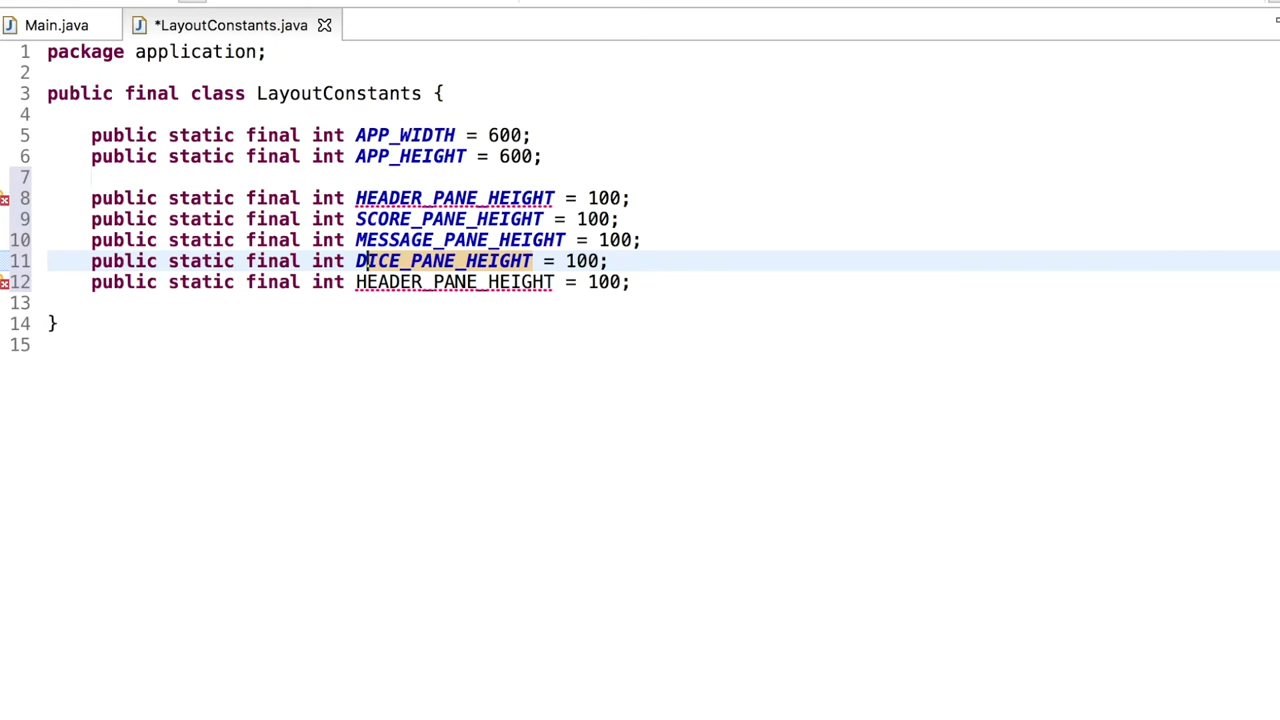 Main.java *LayoutConstants.java
1 package application;
2
3 public final class LayoutConstants {
4
5 public static final int APP_WIDTH = 600;
6 public static final int APP_HEIGHT = 600;
7
8 public static final int HEADER_PANE_HEIGHT = 100;
9 public static final int SCORE_PANE_HEIGHT = 100;
10 public static final int MESSAGE_PANE_HEIGHT = 100;
11 public static final int DICE_PANE_HEIGHT = 100;
12 public static final int HEADER_PANE_HEIGHT = 100;
13
14 }
15